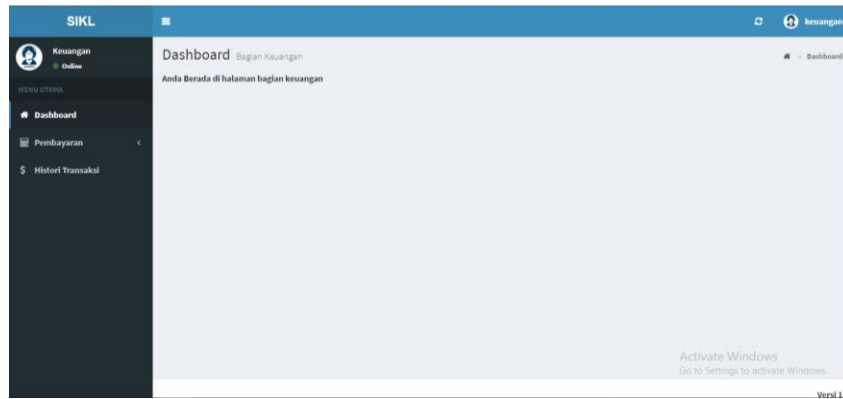 SIKL
keuangan
Keuangan
Online
MENU UTAMA
Dashboard
Pembayaran
Histori Transaksi
Dashboard Bagian Keuangan
Dashboard
Anda Berada di halaman bagian keuangan
Activate Windows
Go to Settings to activate Windows.
Versi 1